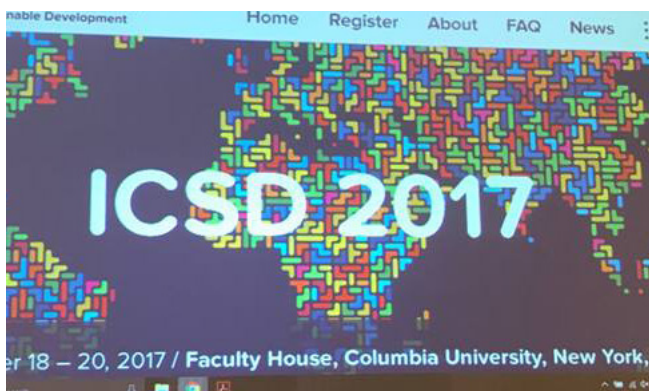 nable Development
Home Register About FAQ News
ICSD 2017
er 18 – 20, 2017 / Faculty House, Columbia University, New York,